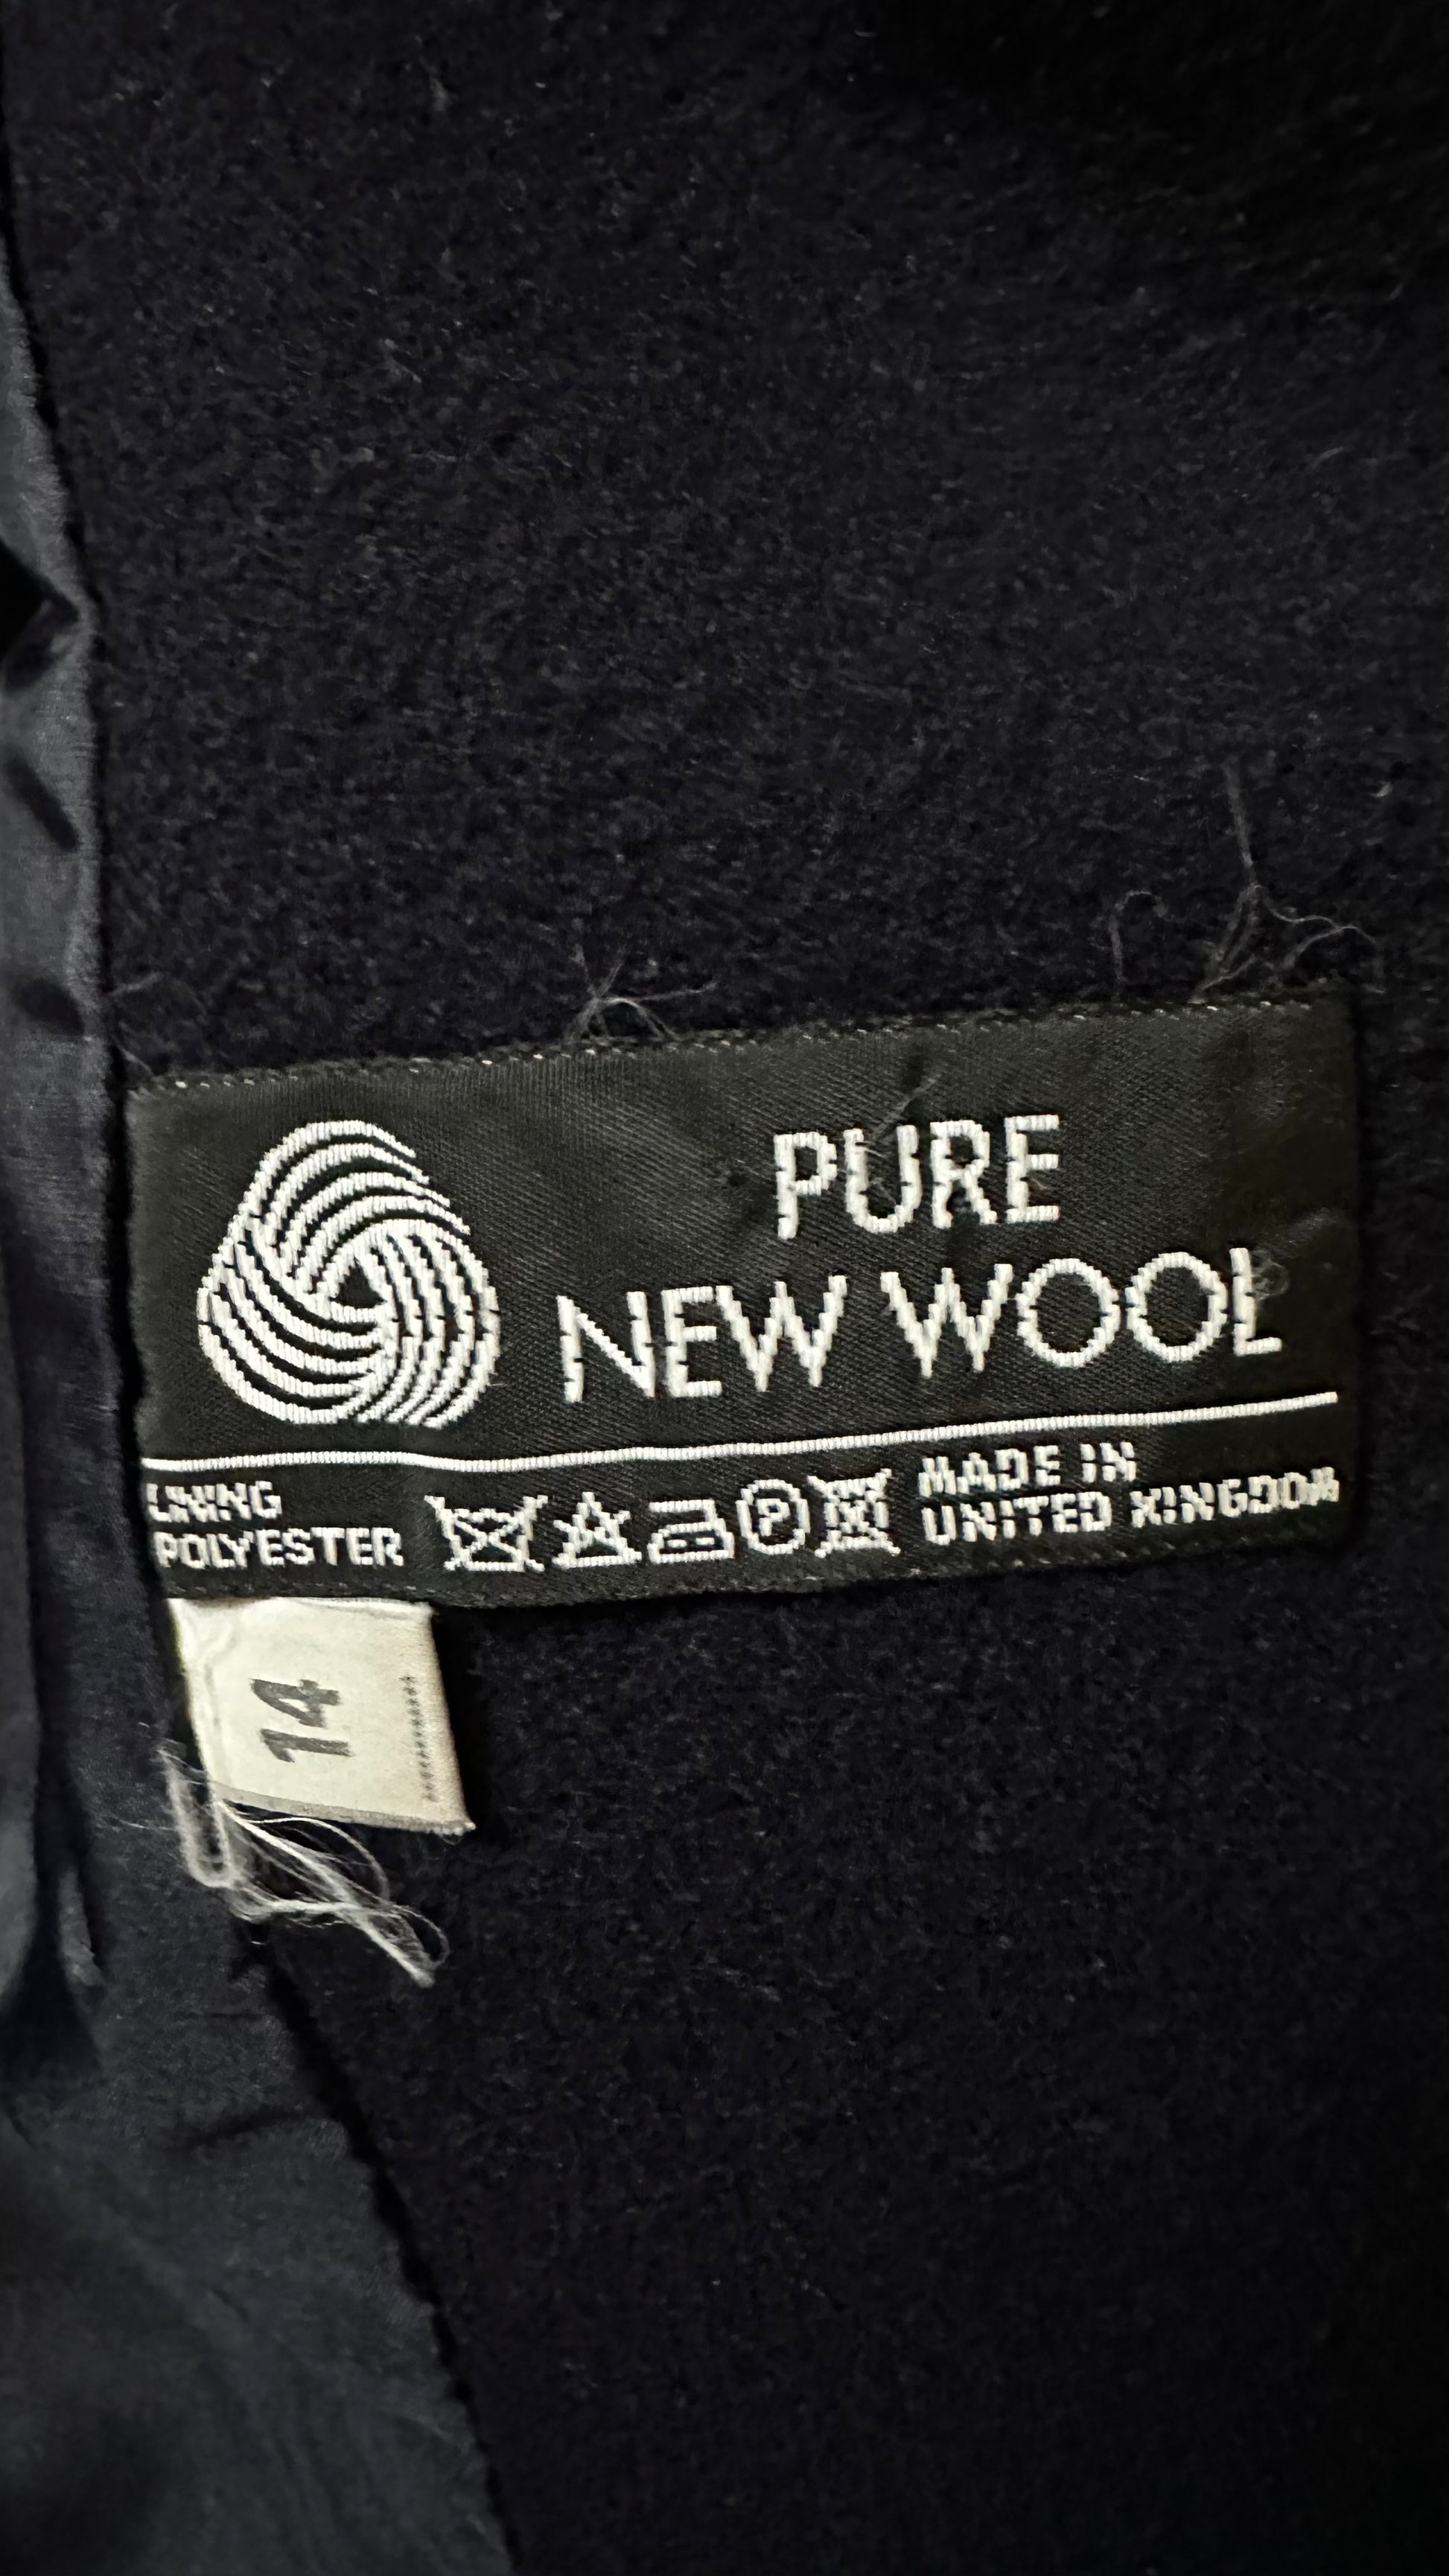 PURE
NEW WOOL
LINING
POLYESTER
P
MADE IN
UNITED KINGDOM
14